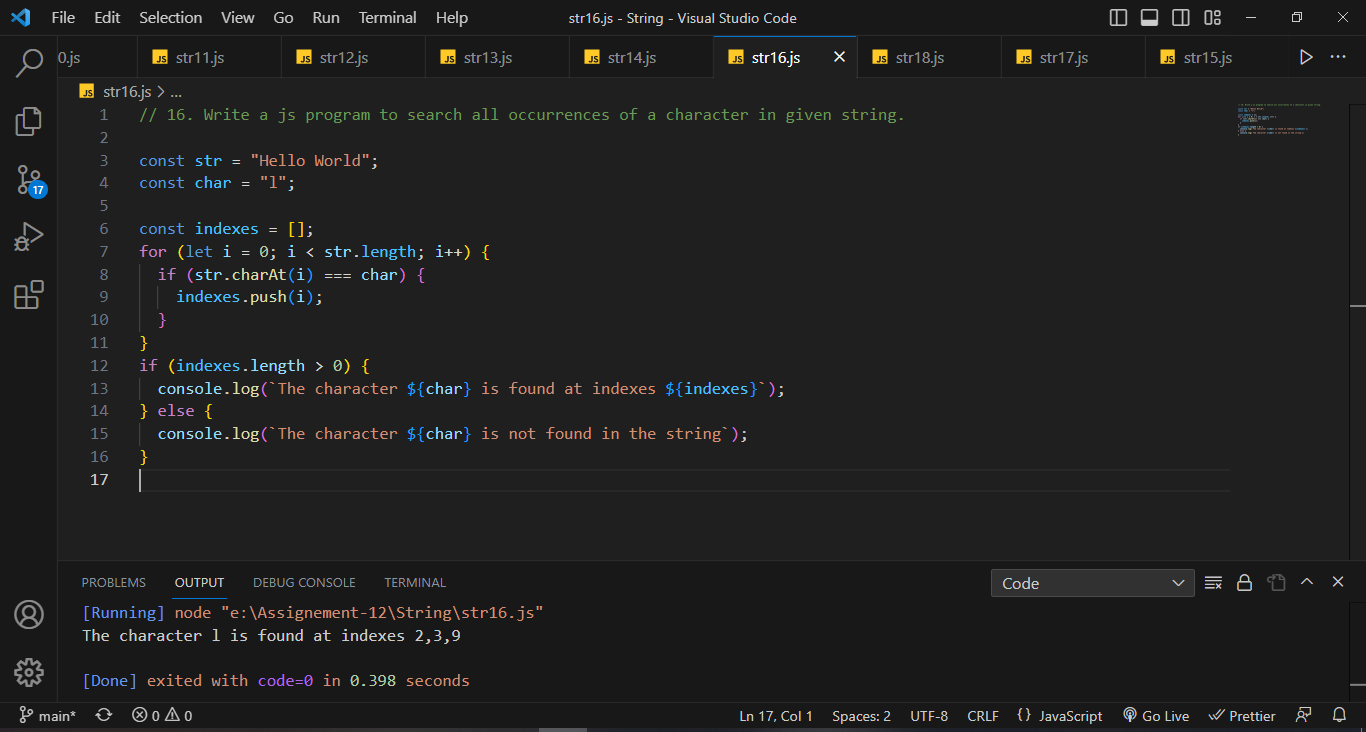 File Edit Selection View Go Run Terminal Help str16.js - String - Visual Studio Code
0.js JS str11.js JS str12.js JS str13.js JS str14.js JS str16.js JS str18.js JS str17.js JS str15.js
JS str16.js > ...
1 // 16. Write a js program to search all occurrences of a character in given string.
2
3 const str = "Hello World";
4 const char = "l";
5
6 const indexes = [];
7 for (let i = 0; i < str.length; i++) {
8 if (str.charAt(i) === char) {
9 indexes.push(i);
10 }
11 }
12 if (indexes.length > 0) {
13 console.log(`The character ${char} is found at indexes ${indexes}`);
14 } else {
15 console.log(`The character ${char} is not found in the string`);
16 }
17
17
PROBLEMS OUTPUT DEBUG CONSOLE TERMINAL Code
[Running] node "e:\Assignement-12\String\str16.js"
The character l is found at indexes 2,3,9
[Done] exited with code=0 in 0.398 seconds
main* 0 0 Ln 17, Col 1 Spaces: 2 UTF-8 CRLF {} JavaScript Go Live Prettier